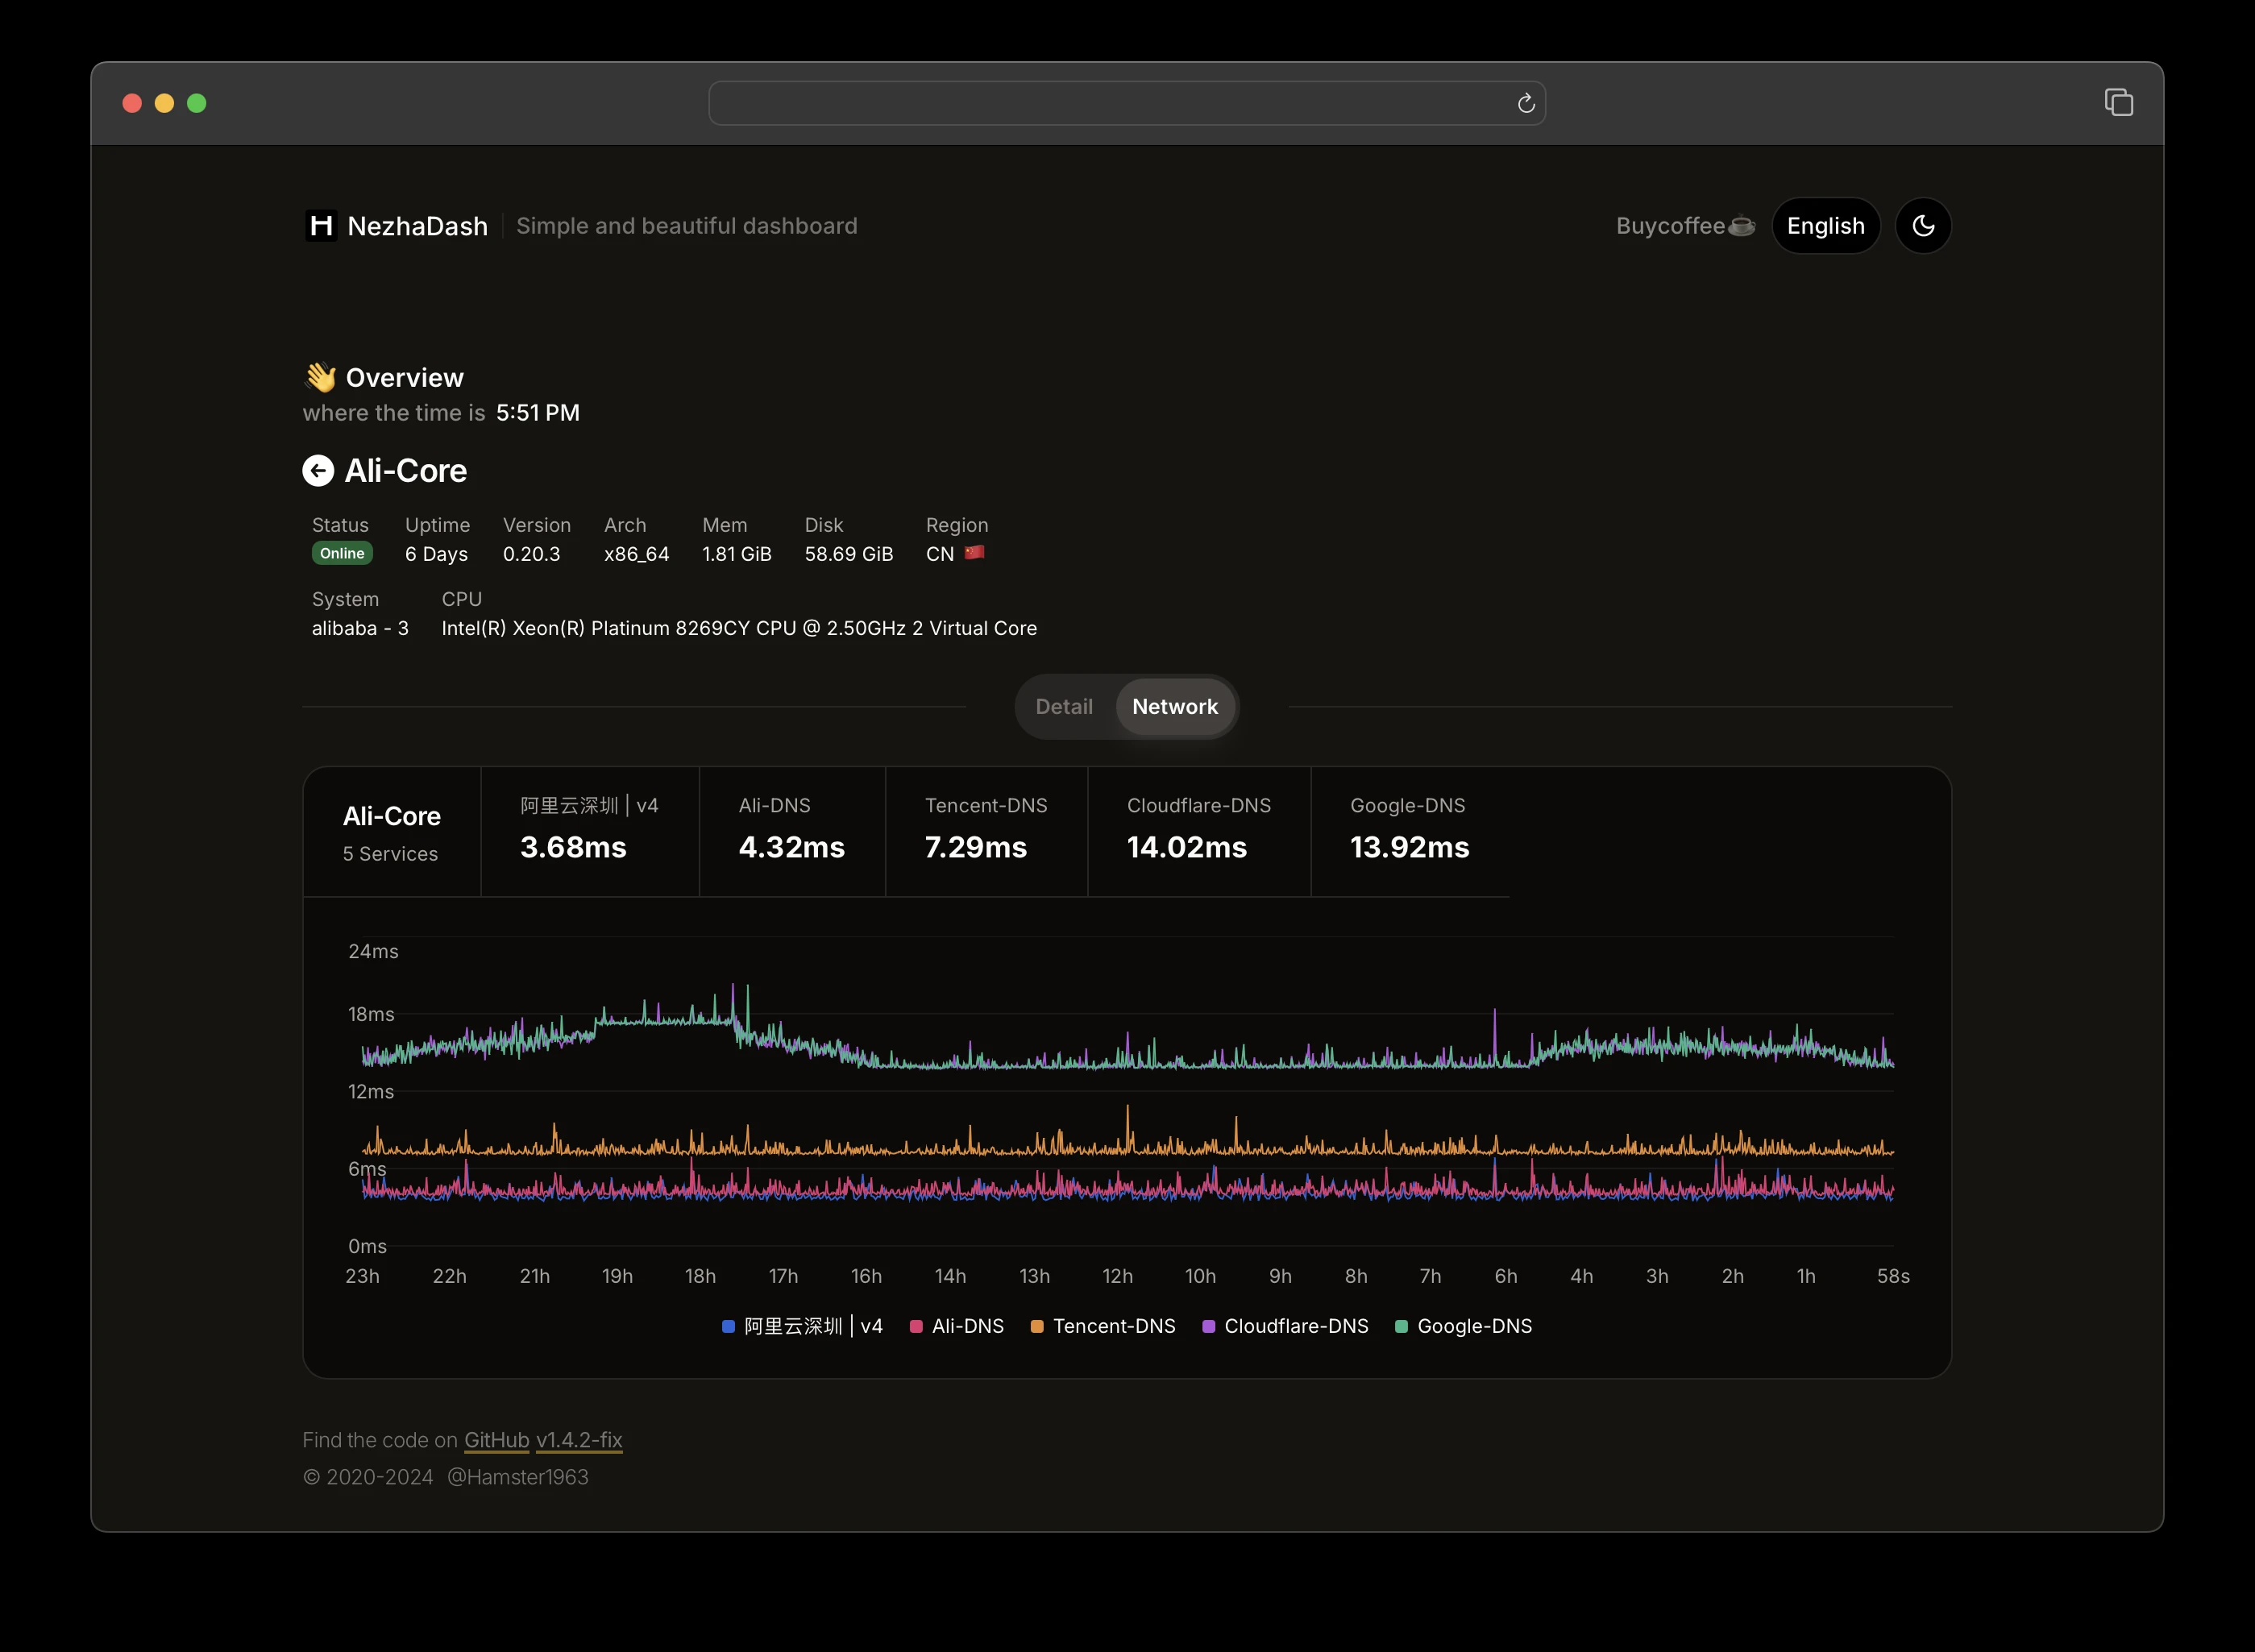 NezhaDash Simple and beautiful dashboard Buycoffee☕️ English
👋 Overview
where the time is 5:51 PM
Ali-Core
Status Uptime Version Arch Mem Disk Region
Online 6 Days 0.20.3 x86_64 1.81 GiB 58.69 GiB CN 🇨🇳
System CPU
alibaba - 3 Intel(R) Xeon(R) Platinum 8269CY CPU @ 2.50GHz 2 Virtual Core
Detail Network
Ali-Core
5 Services
阿里云深圳 | v4
3.68ms
Ali-DNS
4.32ms
Tencent-DNS
7.29ms
Cloudflare-DNS
14.02ms
Google-DNS
13.92ms
24ms
18ms
12ms
6ms
0ms
23h 22h 21h 19h 18h 17h 16h 14h 13h 12h 10h 9h 8h 7h 6h 4h 3h 2h 1h 58s
阿里云深圳 | v4 Ali-DNS Tencent-DNS Cloudflare-DNS Google-DNS
Find the code on GitHub v1.4.2-fix
© 2020-2024 @Hamster1963